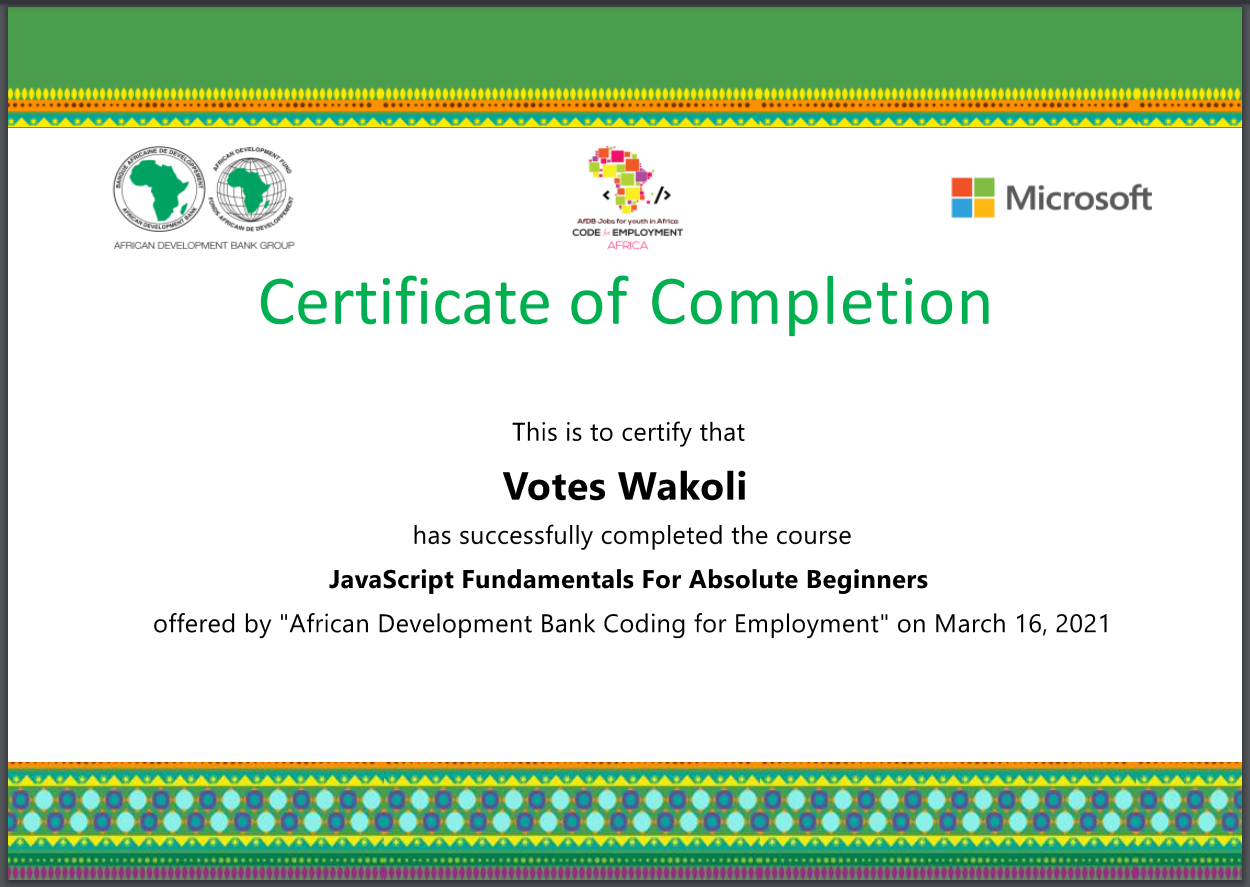 BANQUE AFRICAINE DE DEVELOPPEMENT
AFRICAN DEVELOPMENT BANK
AFRICAN DEVELOPMENT FUND
FONDS AFRICAIN DE DEVELOPPEMENT
AFRICAN DEVELOPMENT BANK GROUP
< />
AfDB-Jobs for youth in Africa
CODE for EMPLOYMENT
AFRICA
Microsoft
Certificate of Completion
This is to certify that
Votes Wakoli
has successfully completed the course
JavaScript Fundamentals For Absolute Beginners
offered by "African Development Bank Coding for Employment" on March 16, 2021